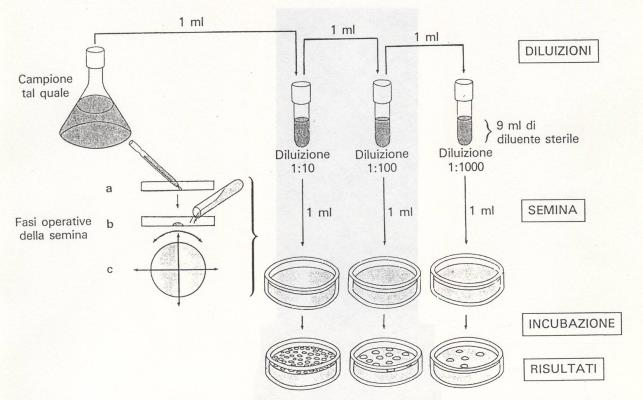 1 ml
1 ml
1 ml
DILUIZIONI
Campione
tal quale
9 ml di
diluente sterile
Diluizione
1:10
Diluizione
1:100
Diluizione
1:1000
a
Fasi operative
della semina
b
c
1 ml
1 ml
1 ml
SEMINA
INCUBAZIONE
RISULTATI